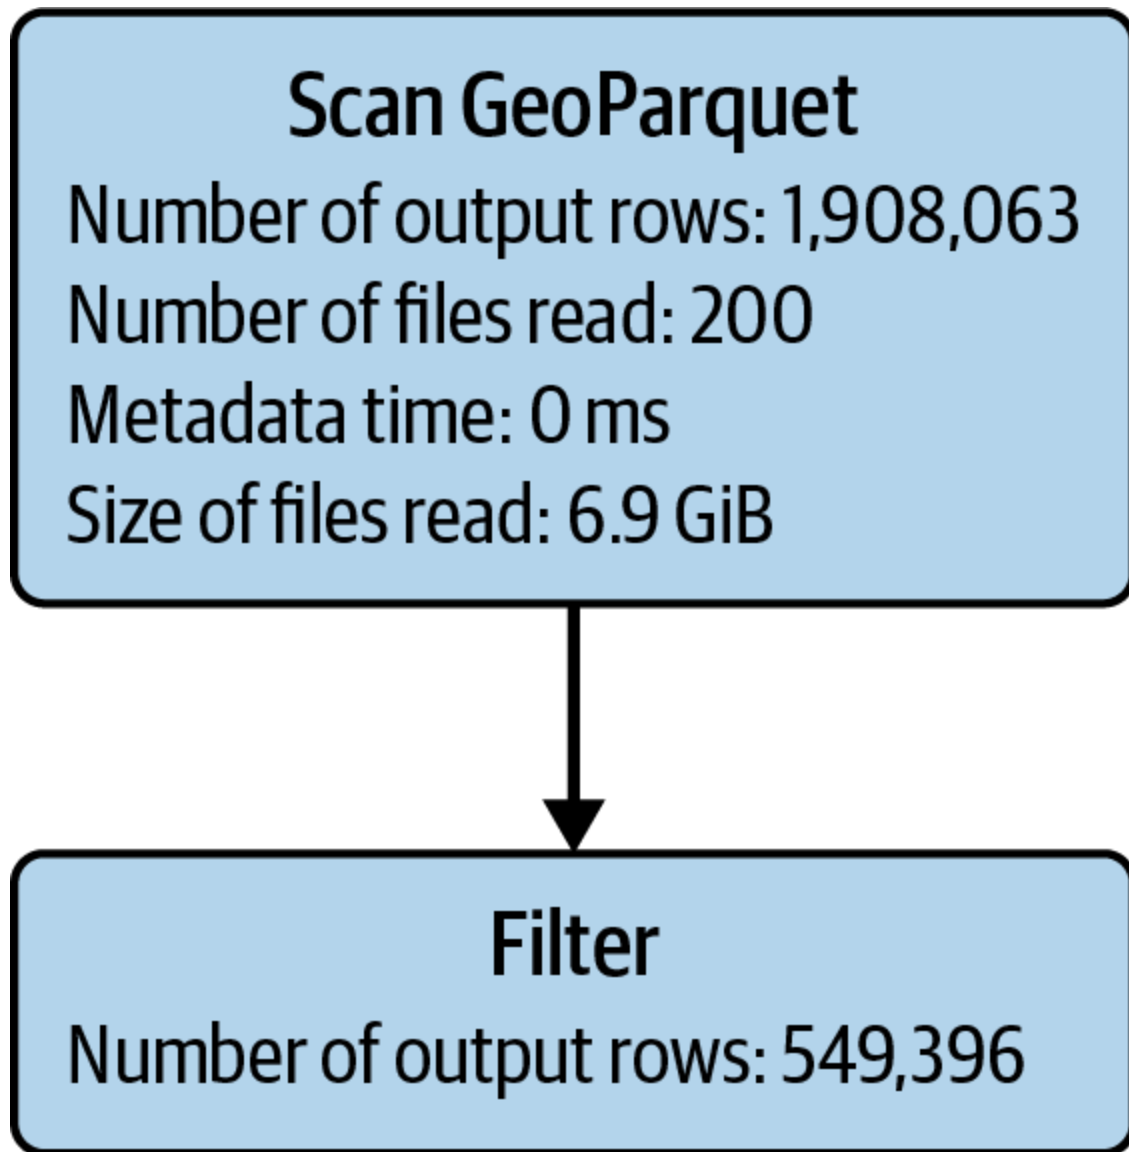 Scan GeoParquet
Number of output rows: 1,908,063
Number of files read: 200
Metadata time: 0 ms
Size of files read: 6.9 GiB
Filter
Number of output rows: 549,396